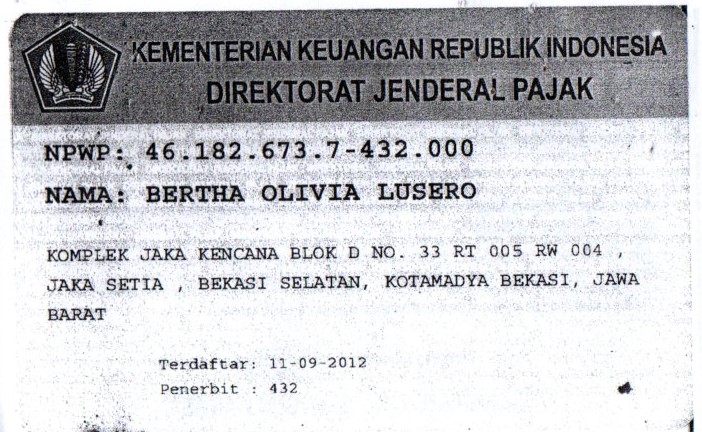 KEMENTERIAN KEUANGAN REPUBLIK INDONESIA
DIREKTORAT JENDERAL PAJAK
NPWP: 46.182.673.7-432.000
NAMA: BERTHA OLIVIA LUSERO
KOMPLEK JAKA KENCANA BLOK D NO. 33 RT 005 RW 004 ,
JAKA SETIA , BEKASI SELATAN, KOTAMADYA BEKASI, JAWA
BARAT
Terdaftar: 11-09-2012
Penerbit : 432